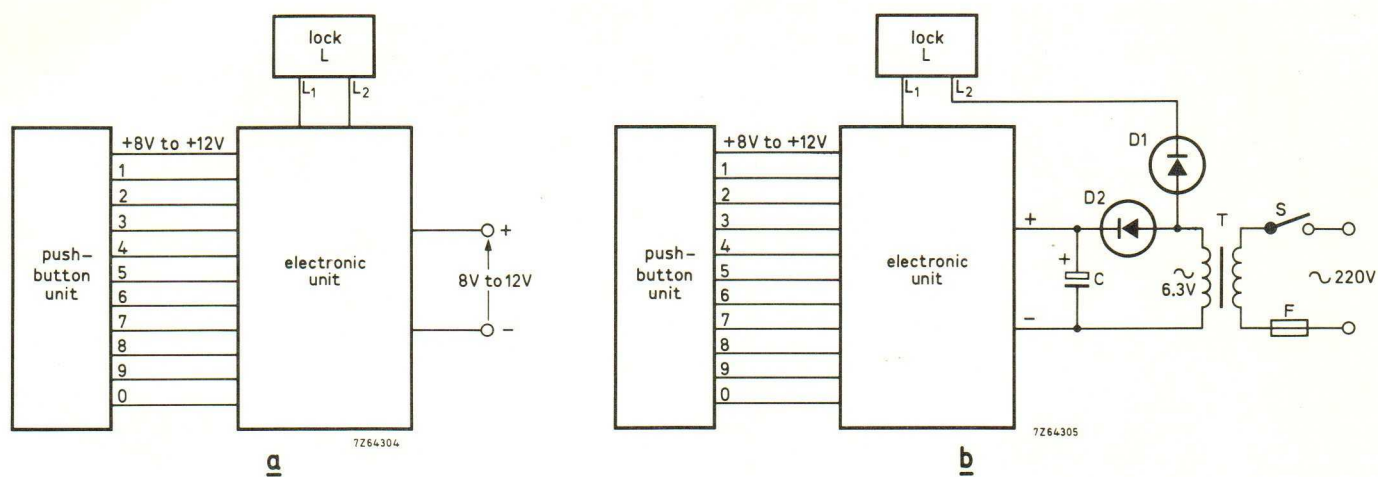 lock
L
L1 L2
+8V to +12V
1
2
3
4
5
6
7
8
9
0
push-
button
unit
electronic
unit
+
8V to 12V
−
7Z64304
a
lock
L
L1 L2
+8V to +12V
1
2
3
4
5
6
7
8
9
0
push-
button
unit
electronic
unit
+
−
D1
D2
+
C
T
~
6.3V
S
~ 220V
F
7Z64305
b